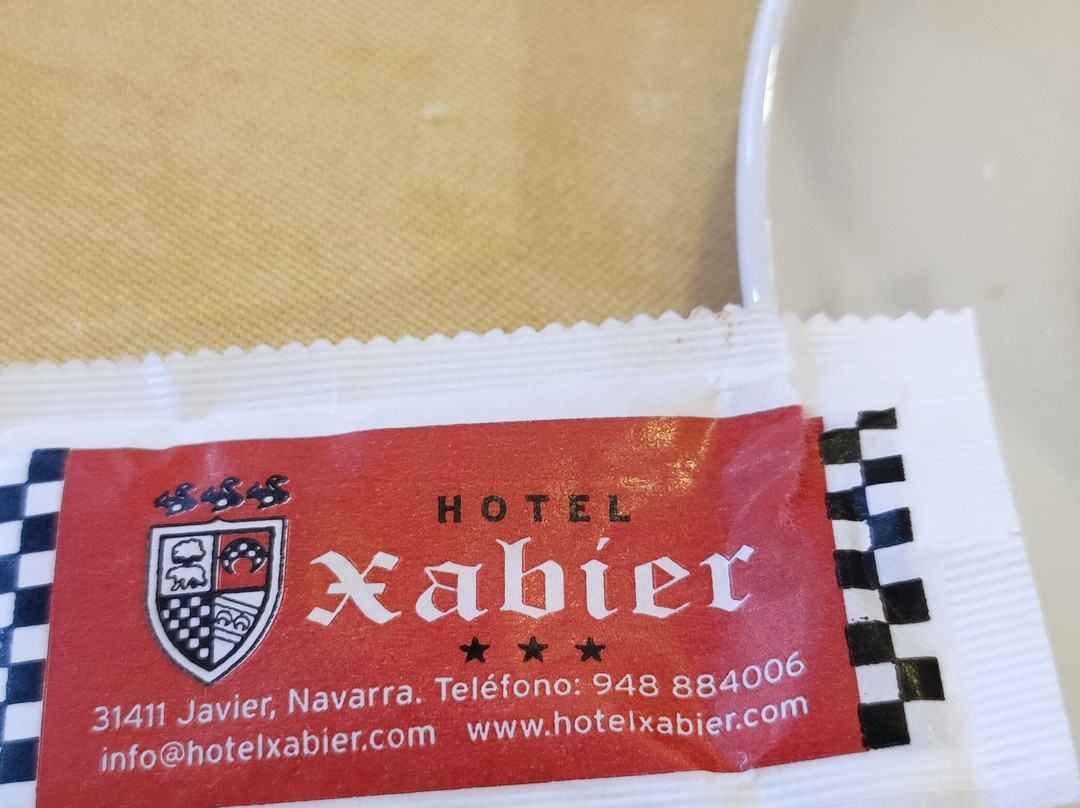 HOTEL
Xabier
31411 Javier, Navarra. Teléfono: 948 884006
info@hotelxabier.com www.hotelxabier.com